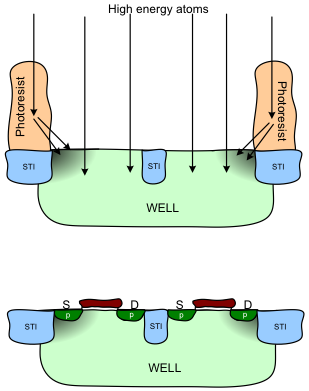 High energy atoms
Photoresist
Photoresist
STI
STI
STI
WELL
S
D
S
D
p
p
p
p
STI
STI
STI
WELL